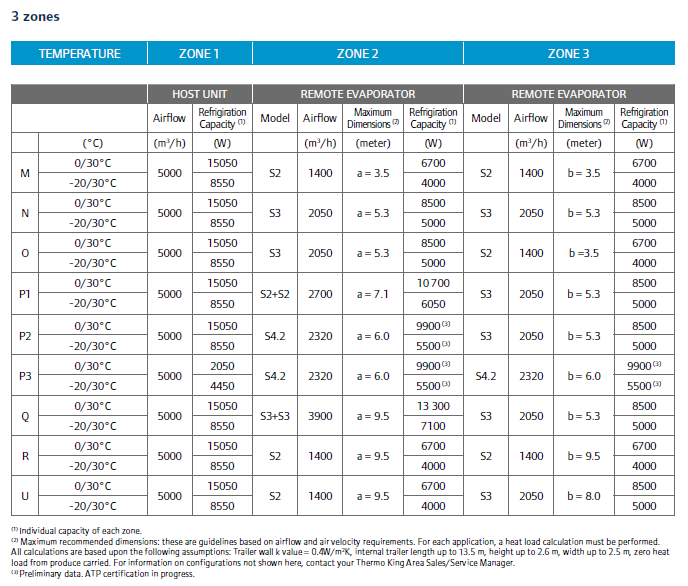 3 zones
TEMPERATURE ZONE 1 ZONE 2 ZONE 3
HOST UNIT REMOTE EVAPORATOR REMOTE EVAPORATOR
Airflow Refrigiration Capacity (1) Model Airflow Maximum Dimensions (2) Refrigiration Capacity (1) Model Airflow Maximum Dimensions (2) Refrigiration Capacity (1)
(°C) (m³/h) (W) (m³/h) (meter) (W) (m³/h) (meter) (W)
M 0/30°C 5000 15050 S2 1400 a = 3.5 6700 S2 1400 b = 3.5 6700
-20/30°C 8550 4000 4000
N 0/30°C 5000 15050 S3 2050 a = 5.3 8500 S3 2050 b = 5.3 8500
-20/30°C 8550 5000 5000
O 0/30°C 5000 15050 S3 2050 a = 5.3 8500 S2 1400 b =3.5 6700
-20/30°C 8550 5000 4000
P1 0/30°C 5000 15050 S2+S2 2700 a = 7.1 10 700 S3 2050 b = 5.3 8500
-20/30°C 8550 6050 5000
P2 0/30°C 5000 15050 S4.2 2320 a = 6.0 9900 (3) S3 2050 b = 5.3 8500
-20/30°C 8550 5500 (3) 5000
P3 0/30°C 5000 2050 S4.2 2320 a = 6.0 9900 (3) S4.2 2320 b = 6.0 9900 (3)
-20/30°C 4450 5500 (3) 5500 (3)
Q 0/30°C 5000 15050 S3+S3 3900 a = 9.5 13 300 S3 2050 b = 5.3 8500
-20/30°C 8550 7100 5000
R 0/30°C 5000 15050 S2 1400 a = 9.5 6700 S2 1400 b = 9.5 6700
-20/30°C 8550 4000 4000
U 0/30°C 5000 15050 S2 1400 a = 9.5 6700 S3 2050 b = 8.0 8500
-20/30°C 8550 4000 5000
(1) Individual capacity of each zone.
(2) Maximum recommended dimensions: these are guidelines based on airflow and air velocity requirements. For each application, a heat load calculation must be performed.
All calculations are based upon the following assumptions: Trailer wall k value = 0.4W/m²K, internal trailer length up to 13.5 m, height up to 2.6 m, width up to 2.5 m, zero heat
load from produce carried. For information on configurations not shown here, contact your Thermo King Area Sales/Service Manager.
(3) Preliminary data. ATP certification in progress.